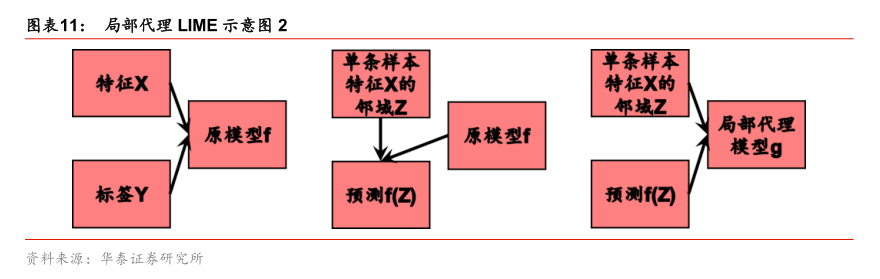 图表11： 局部代理 LIME 示意图 2
特征X
标签Y
原模型f
单条样本
特征X的
邻域Z
原模型f
预测f(Z)
单条样本
特征X的
邻域Z
预测f(Z)
局部代理
模型g
资料来源：华泰证券研究所